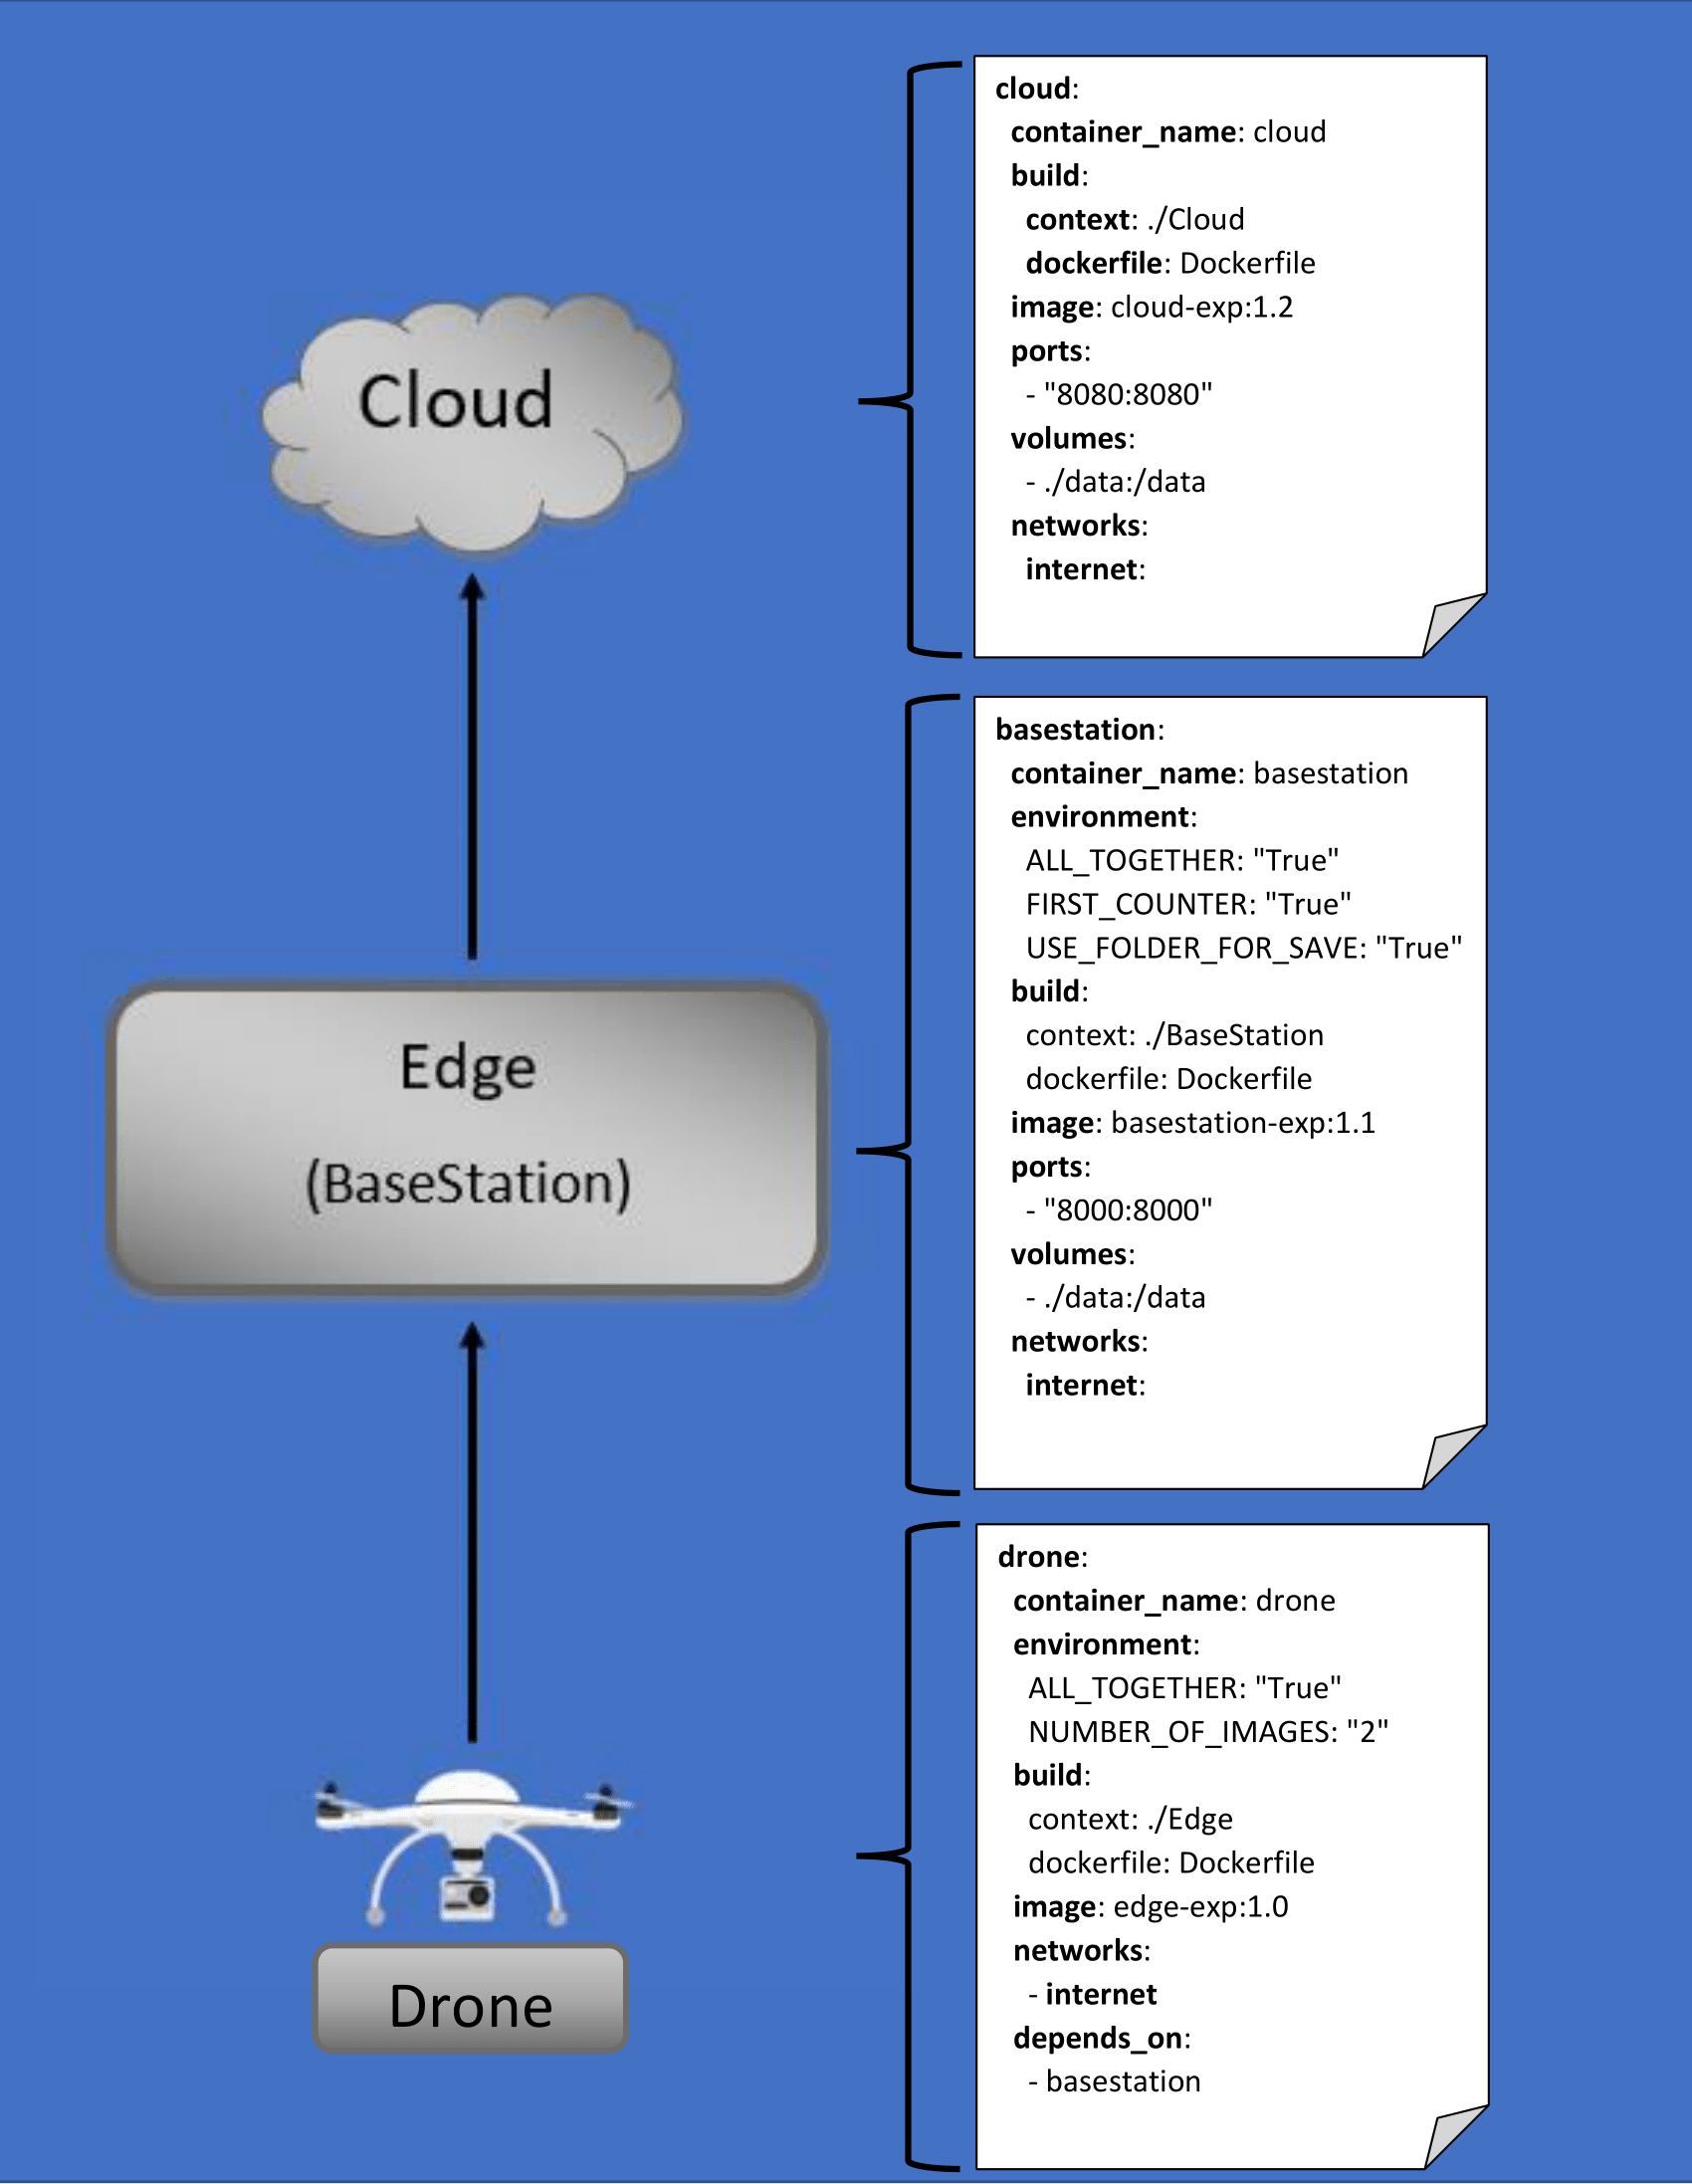 Cloud
Edge
(BaseStation)
Drone
cloud:
container_name: cloud
build:
context: ./Cloud
dockerfile: Dockerfile
image: cloud-exp:1.2
ports:
- "8080:8080"
volumes:
- ./data:/data
networks:
internet:
basestation:
container_name: basestation
environment:
ALL_TOGETHER: "True"
FIRST_COUNTER: "True"
USE_FOLDER_FOR_SAVE: "True"
build:
context: ./BaseStation
dockerfile: Dockerfile
image: basestation-exp:1.1
ports:
- "8000:8000"
volumes:
- ./data:/data
networks:
internet:
drone:
container_name: drone
environment:
ALL_TOGETHER: "True"
NUMBER_OF_IMAGES: "2"
build:
context: ./Edge
dockerfile: Dockerfile
image: edge-exp:1.0
networks:
- internet
depends_on:
- basestation